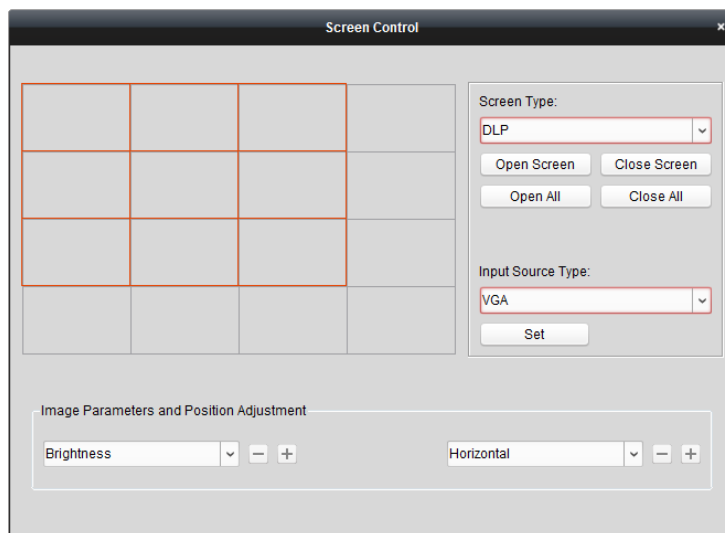 Screen Control
Screen Type:
DLP
Open Screen Close Screen
Open All Close All
Input Source Type:
VGA
Set
Image Parameters and Position Adjustment
Brightness Horizontal